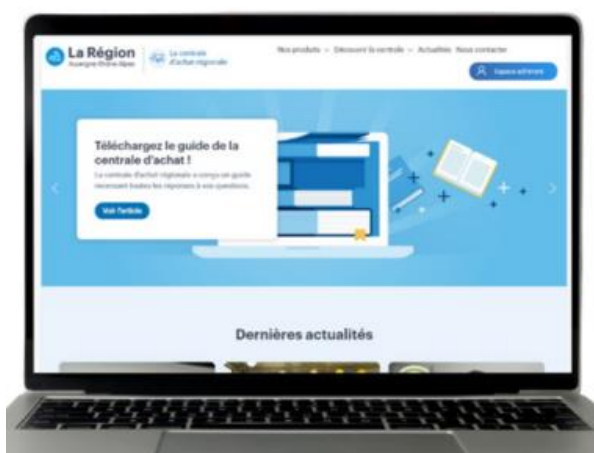 La Région
Auvergne-Rhône-Alpes
La centrale
d'achat régionale
Nos produits
Découvrir la centrale
Actualités
Nous contacter
Espace adhérent
Téléchargez le guide de la
centrale d'achat !
La centrale d'achat régionale a conçu un guide
recensant toutes les réponses à vos questions.
Voir l'article
Dernières actualités